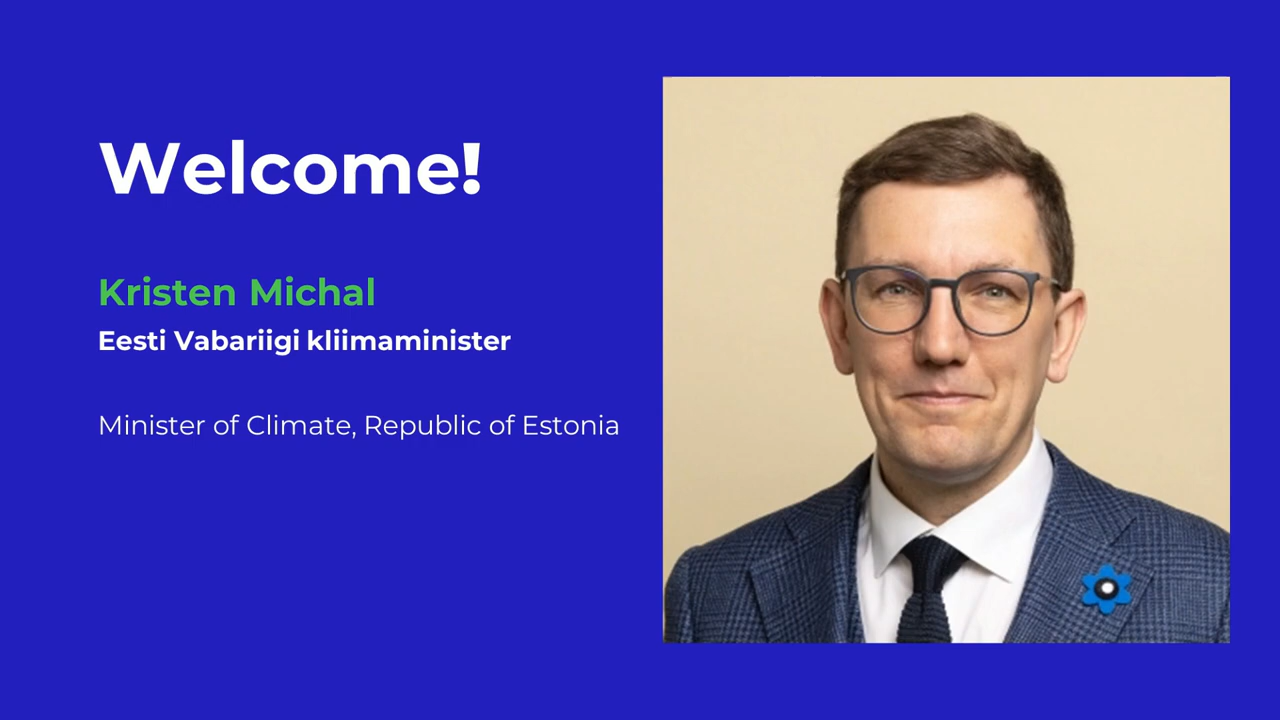 Welcome!
Kristen Michal
Eesti Vabariigi kliimaminister
Minister of Climate, Republic of Estonia